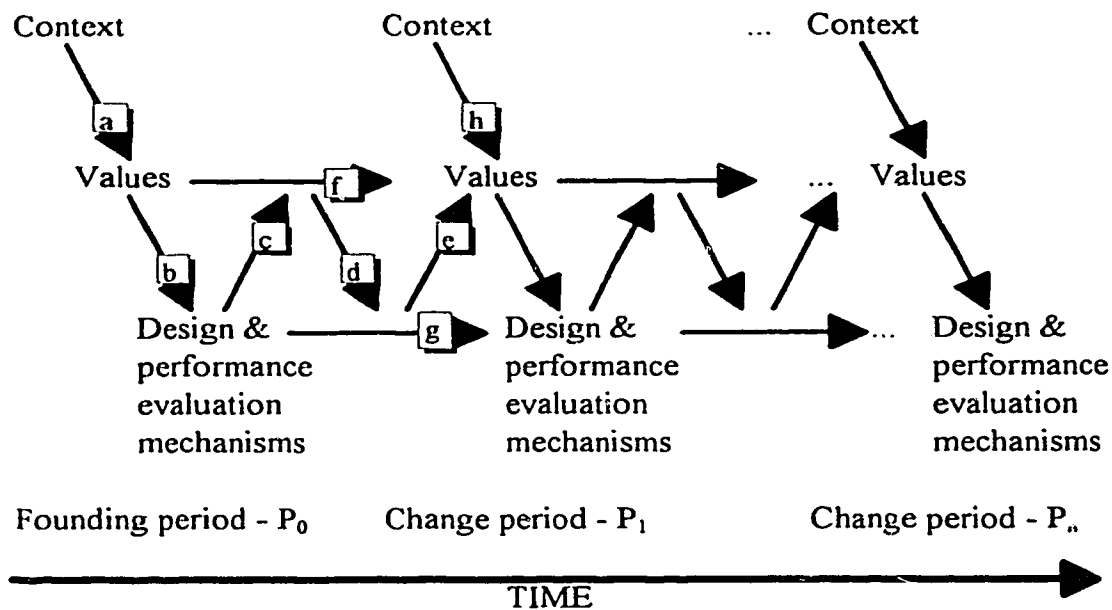 Context Context ... Context
a h
Values f Values ... Values
b c d e
Design & g Design & ... Design &
performance performance performance
evaluation evaluation evaluation
mechanisms mechanisms mechanisms
Founding period - P₀ Change period - P₁ Change period - Pₙ
TIME